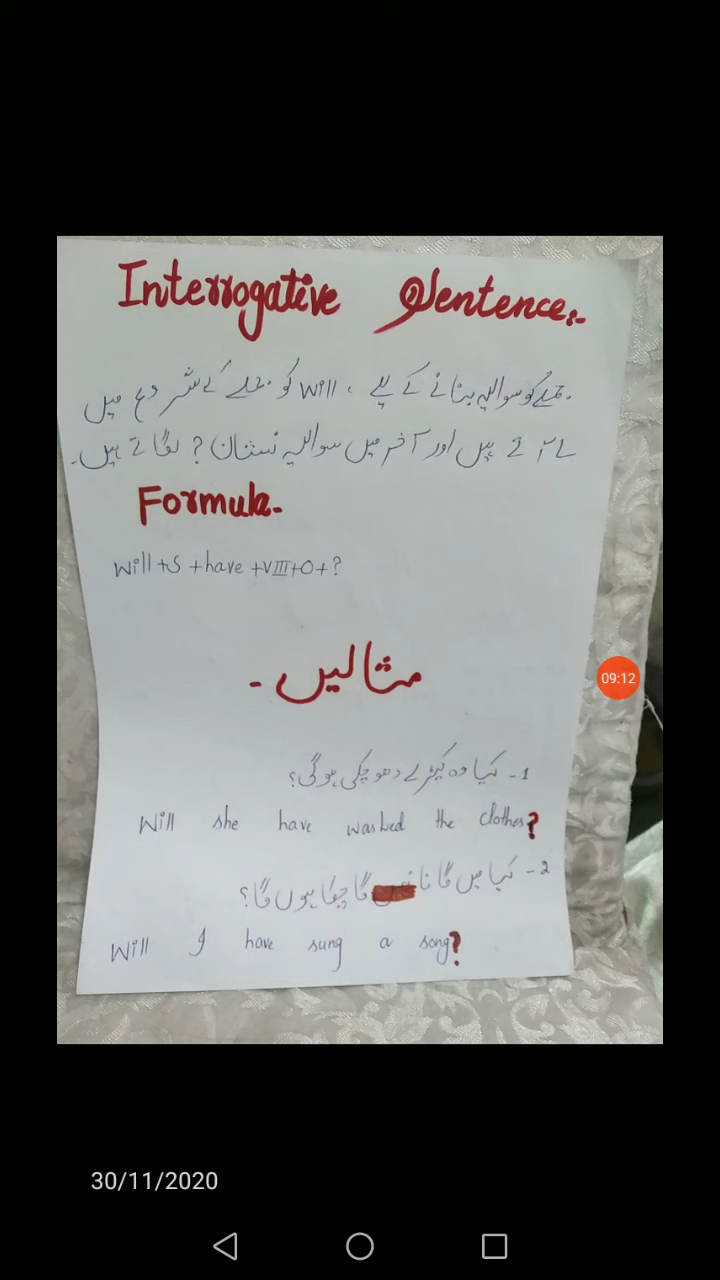 Interrogative Sentence:-
جملے کو سوالیہ بنانے کے لیے ، will کو جملے کے شروع میں
لے آتے ہیں اور آخر میں سوالیہ نشان ? لگاتے ہیں۔
Formula.
Will +S +have +VIII+O+?
مثالیں -
1- کیا وہ کپڑے دھو چکی ہوگی؟
Will she have washed the clothes?
2- کیا میں گانا گا چکا ہوں گا؟
Will I have sung a song?
09:12
30/11/2020